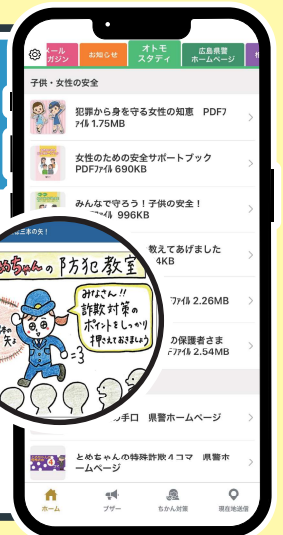 メール
ガジン
お知らせ
オトモ
スタディ
広島県警
ホームページ
子供・女性の安全
犯罪から身を守る女性の知恵　PDFフ
ァイル 1.75MB
女性のための安全サポートブック
PDFファイル 690KB
みんなで守ろう！子供の安全！
996KB
教えてあげました
4KB
ファイル 2.26MB
の保護者さま
ファイル 2.54MB
三本の矢！
めちゃんの防犯教室
みなさん!!
詐欺対策の
ポイントをしっかり
押さえておきましょう
手口　県警ホームページ
とめちゃんの特殊詐欺4コマ　県警ホ
ームページ
ホーム
ブザー
ちかん対策
現在地送信